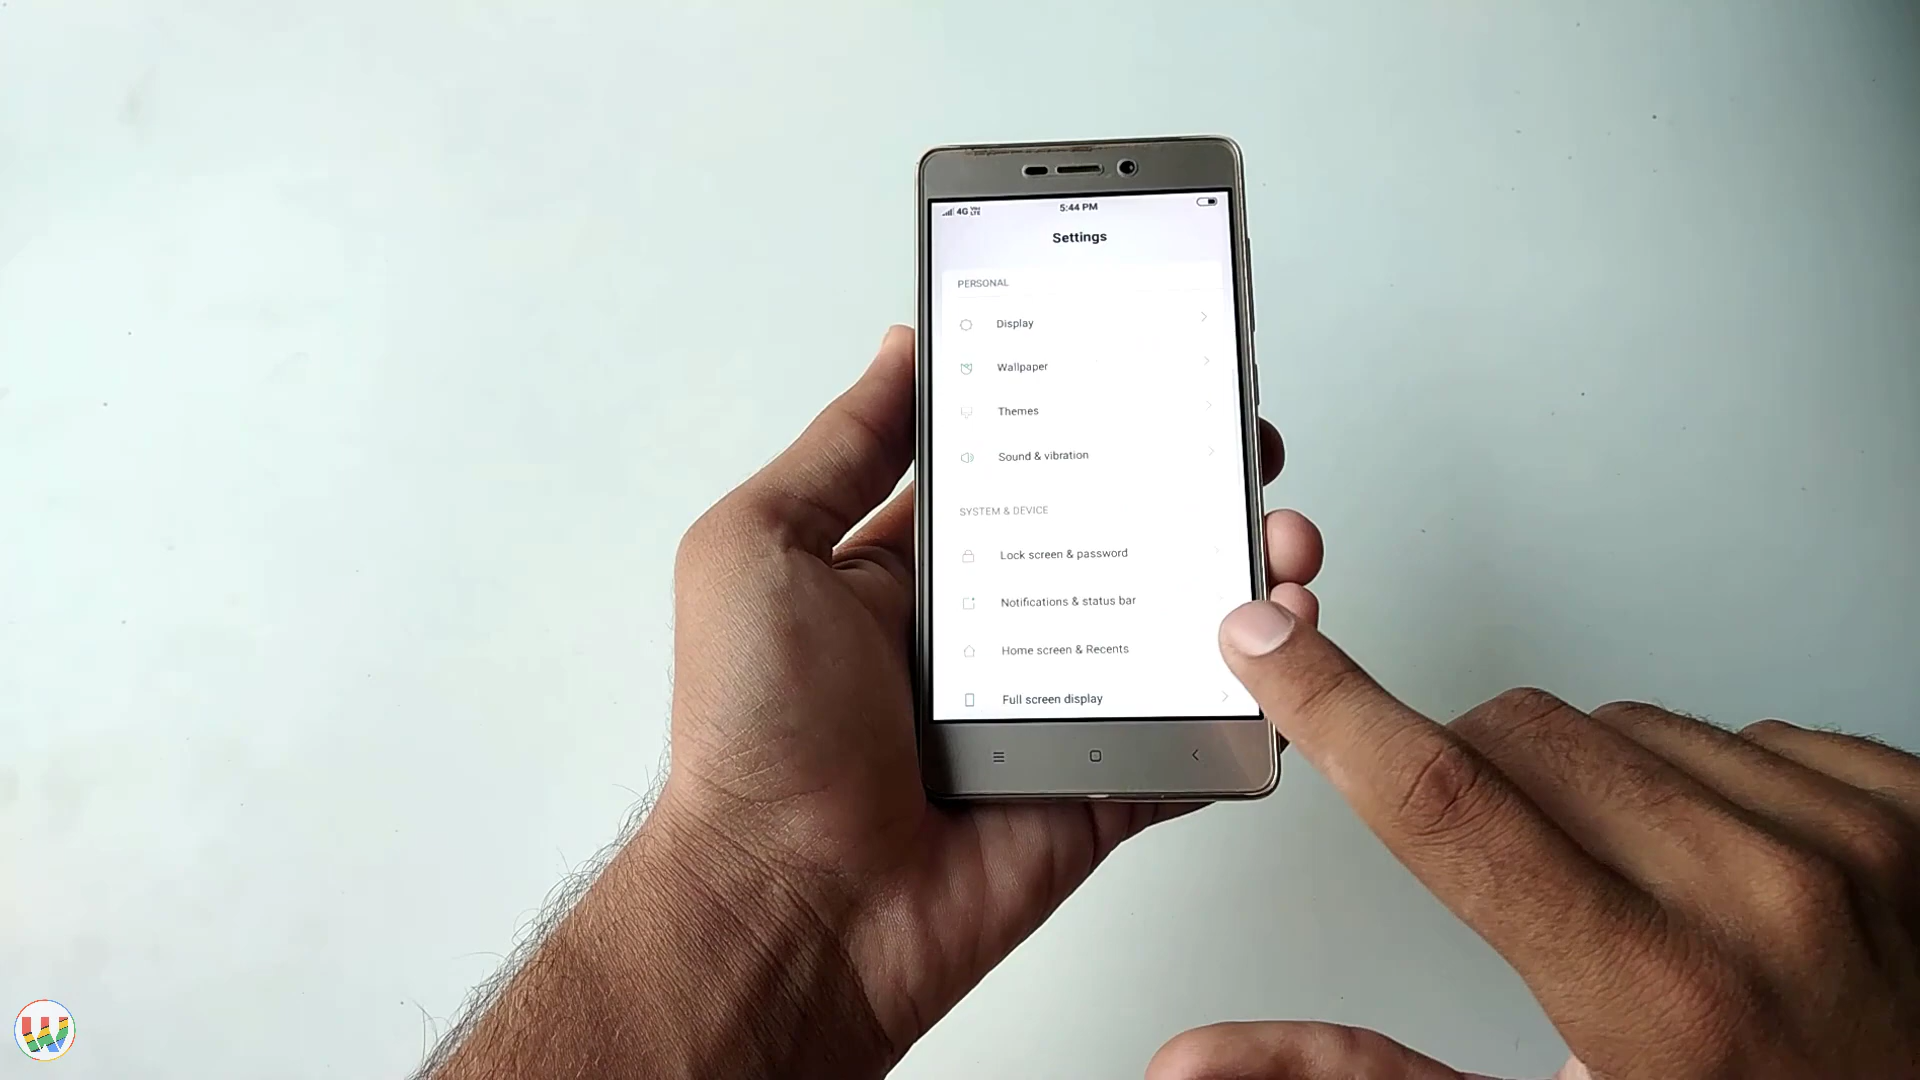 4G VoLTE
5:44 PM
Settings
PERSONAL
Display
Wallpaper
Themes
Sound & vibration
SYSTEM & DEVICE
Lock screen & password
Notifications & status bar
Home screen & Recents
Full screen display
W